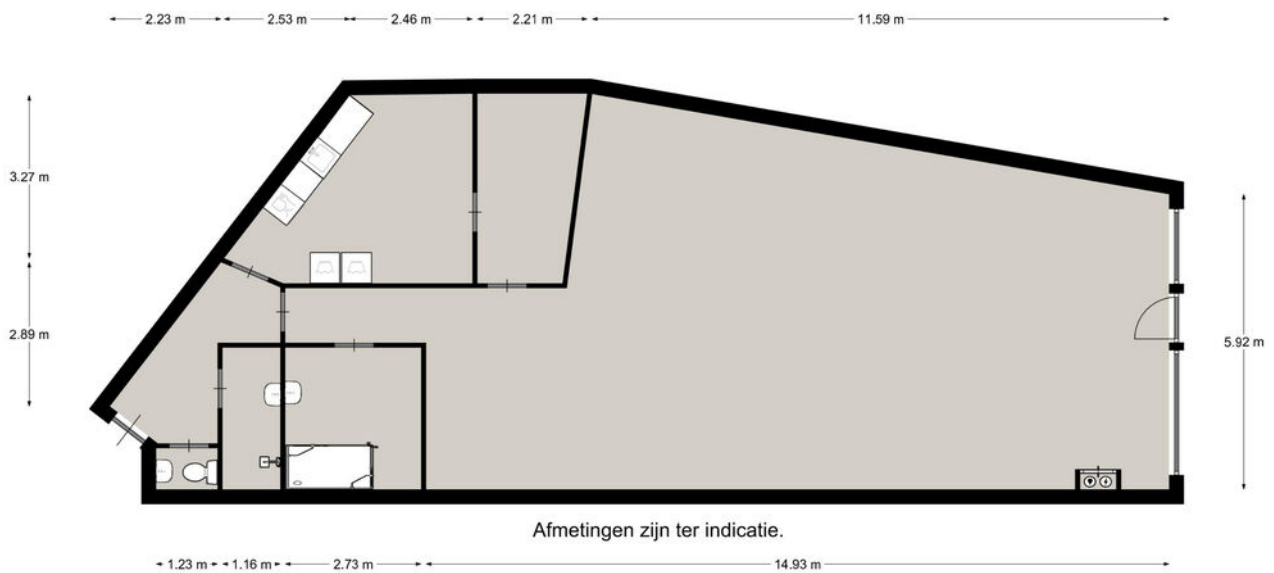 2.23 m 2.53 m 2.46 m 2.21 m 11.59 m
3.27 m
2.89 m
5.92 m
Afmetingen zijn ter indicatie.
1.23 m 1.16 m 2.73 m 14.93 m